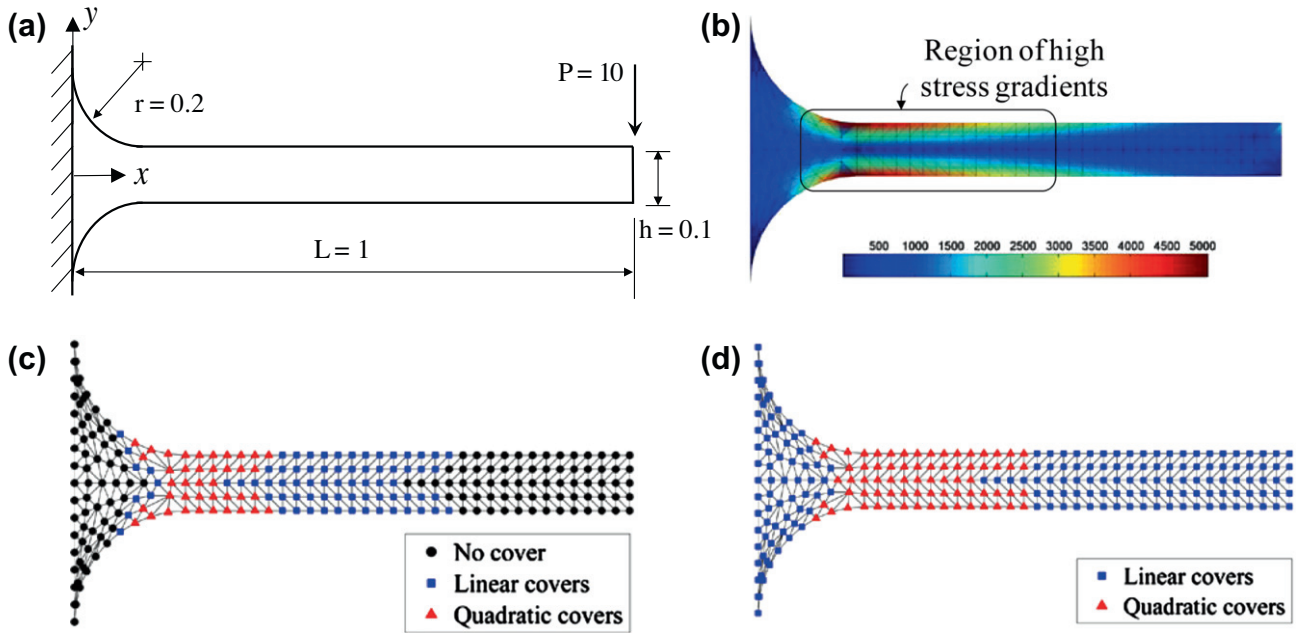 (a)
y
P = 10
r = 0.2
x
h = 0.1
L = 1
(b)
Region of high
stress gradients
500 1000 1500 2000 2500 3000 3500 4000 4500 5000
(c)
No cover
Linear covers
Quadratic covers
(d)
Linear covers
Quadratic covers